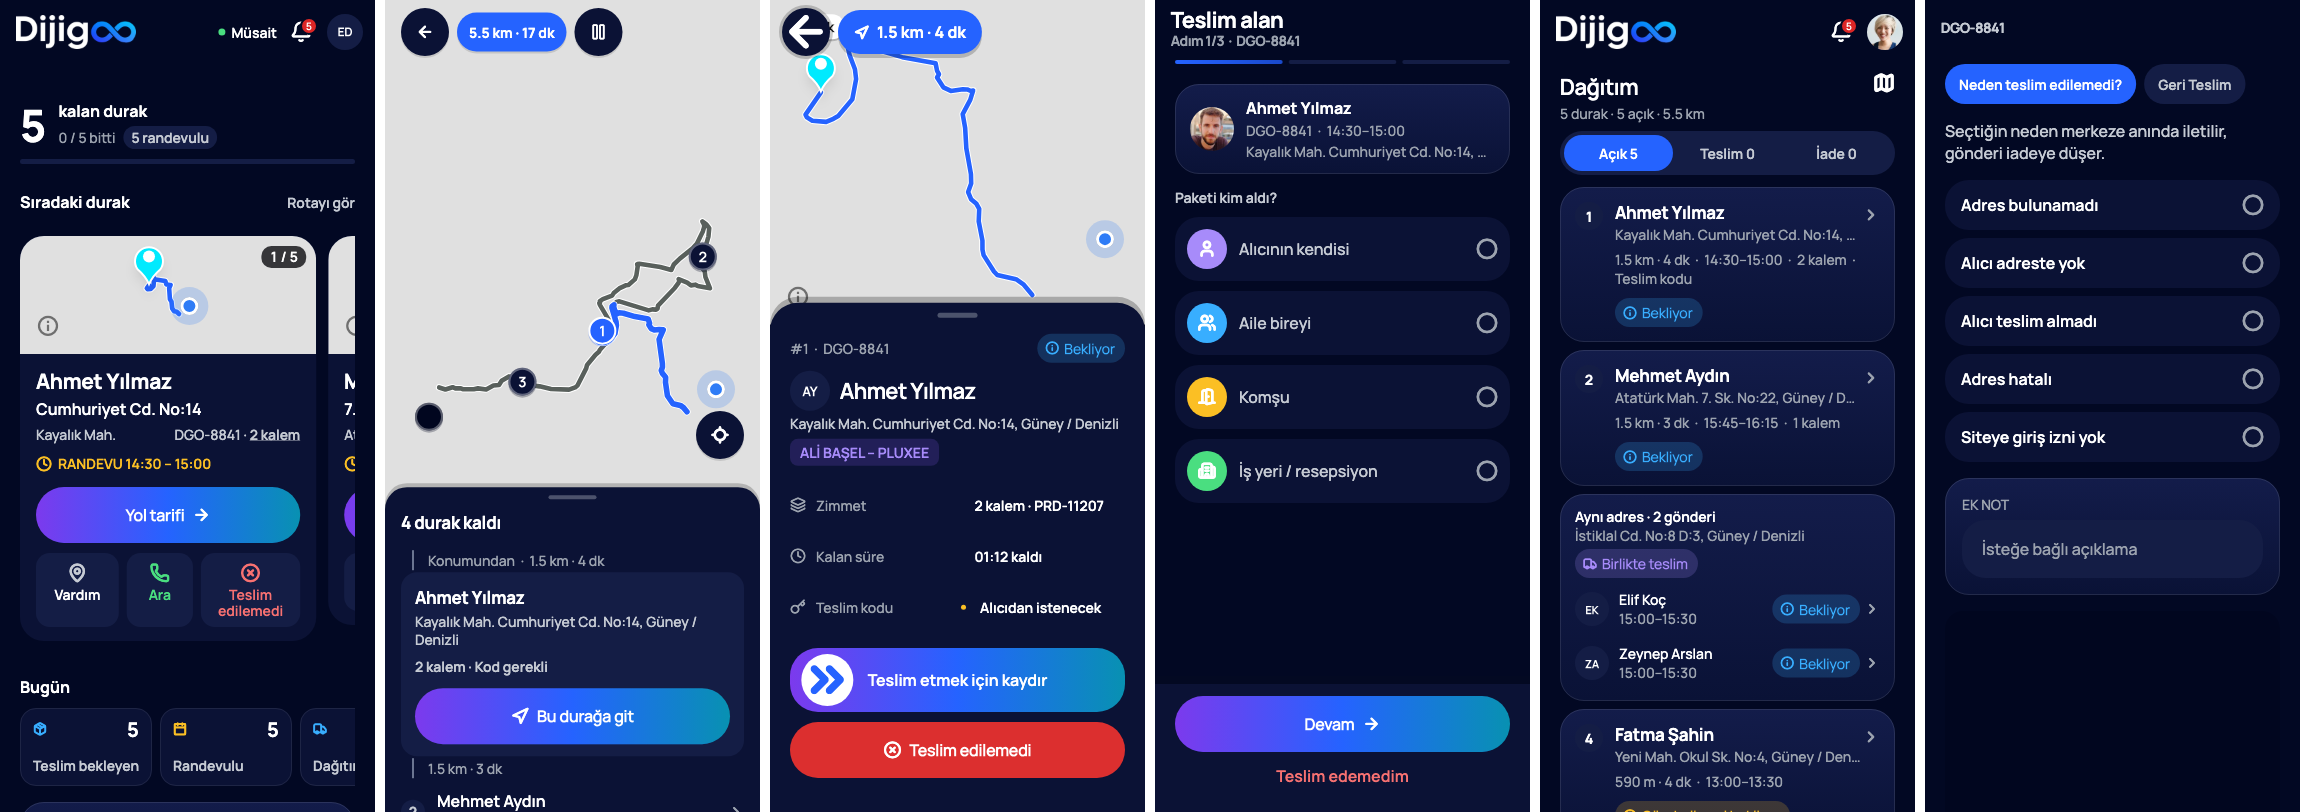 Dijigoo
Müsait
5
ED
5
kalan durak
0 / 5 bitti
5 randevulu
Sıradaki durak
Rotayı gör
1 / 5
Ahmet Yılmaz
Cumhuriyet Cd. No:14
Kayalık Mah.
DGO-8841 · 2 kalem
RANDEVU 14:30 – 15:00
Yol tarifi
Vardım
Ara
Teslim
edilemedi
Bugün
5
Teslim bekleyen
5
Randevulu
5.5 km · 17 dk
2
1
3
4 durak kaldı
Konumundan · 1.5 km · 4 dk
Ahmet Yılmaz
Kayalık Mah. Cumhuriyet Cd. No:14, Güney /
Denizli
2 kalem · Kod gerekli
Bu durağa git
1.5 km · 3 dk
2
Mehmet Aydın
1.5 km · 4 dk
#1 · DGO-8841
Bekliyor
AY
Ahmet Yılmaz
Kayalık Mah. Cumhuriyet Cd. No:14, Güney / Denizli
ALİ BAŞEL – PLUXEE
Zimmet
2 kalem · PRD-11207
Kalan süre
01:12 kaldı
Teslim kodu
Alıcıdan istenecek
Teslim etmek için kaydır
Teslim edilemedi
Teslim alan
Adım 1/3 · DGO-8841
Ahmet Yılmaz
DGO-8841 · 14:30–15:00
Kayalık Mah. Cumhuriyet Cd. No:14, ...
Paketi kim aldı?
Alıcının kendisi
Aile bireyi
Komşu
İş yeri / resepsiyon
Devam
Teslim edemedim
Dijigoo
5
Dağıtım
5 durak · 5 açık · 5.5 km
Açık 5
Teslim 0
İade 0
1
Ahmet Yılmaz
Kayalık Mah. Cumhuriyet Cd. No:14, ...
1.5 km · 4 dk · 14:30–15:00 · 2 kalem ·
Teslim kodu
Bekliyor
2
Mehmet Aydın
Atatürk Mah. 7. Sk. No:22, Güney / D...
1.5 km · 3 dk · 15:45–16:15 · 1 kalem
Bekliyor
Aynı adres · 2 gönderi
İstiklal Cd. No:8 D:3, Güney / Denizli
Birlikte teslim
EK
Elif Koç
15:00–15:30
Bekliyor
ZA
Zeynep Arslan
15:00–15:30
Bekliyor
4
Fatma Şahin
Yeni Mah. Okul Sk. No:4, Güney / Den...
590 m · 4 dk · 13:00–13:30
DGO-8841
Neden teslim edilemedi?
Geri Teslim
Seçtiğin neden merkeze anında iletilir,
gönderi iadeye düşer.
Adres bulunamadı
Alıcı adreste yok
Alıcı teslim almadı
Adres hatalı
Siteye giriş izni yok
EK NOT
İsteğe bağlı açıklama